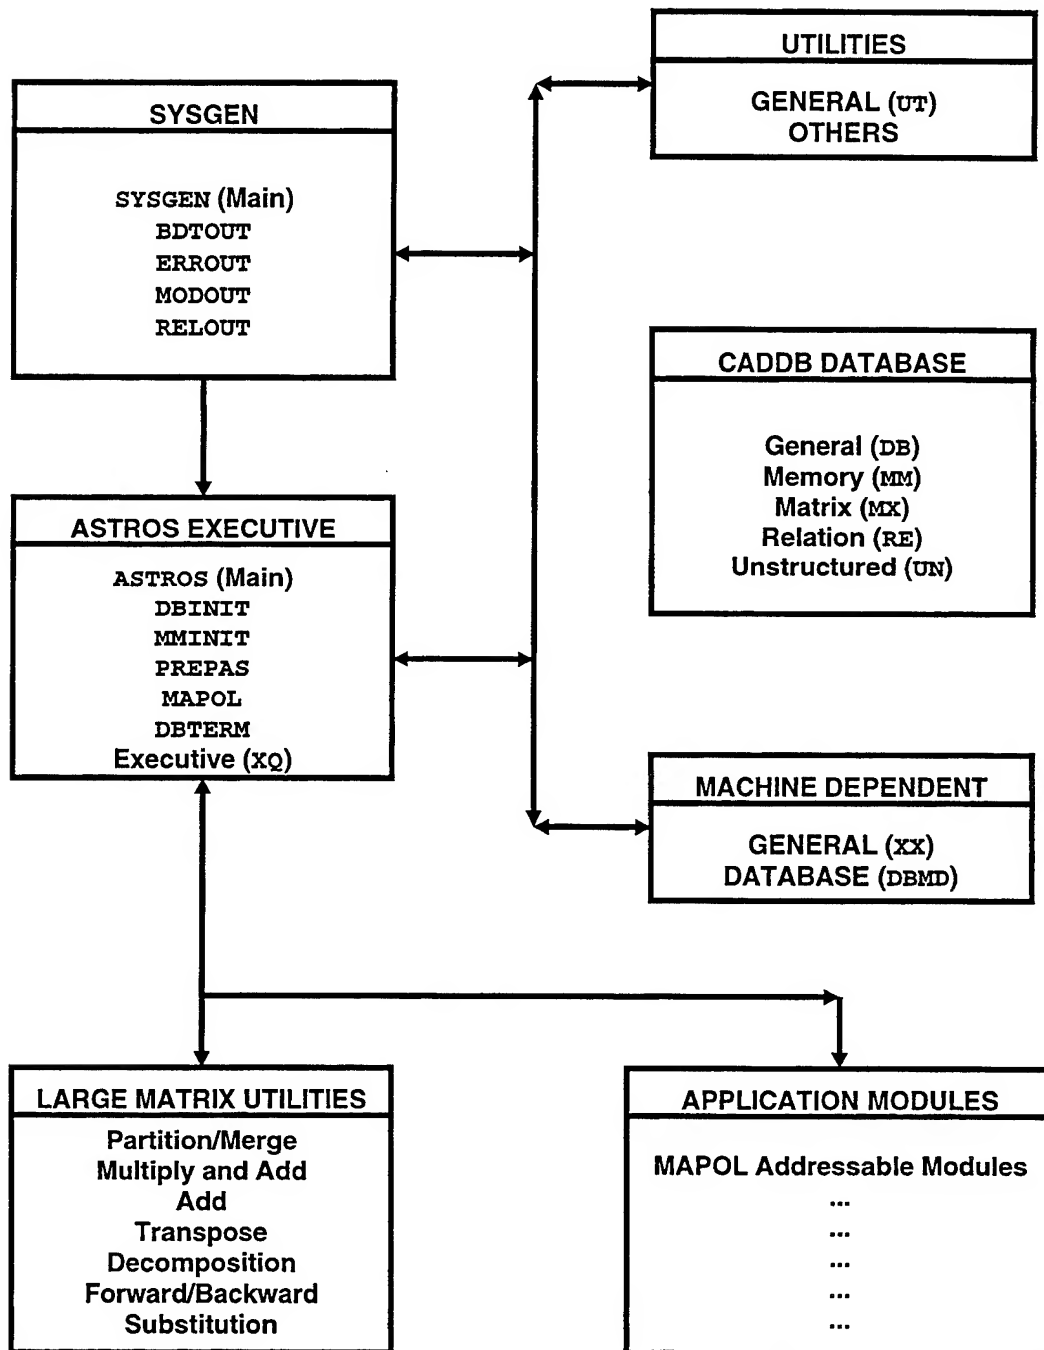 UTILITIES
GENERAL (UT)
OTHERS
SYSGEN
SYSGEN (Main)
BDTOUT
ERROUT
MODOUT
RELOUT
CADDB DATABASE
General (DB)
Memory (MM)
Matrix (MX)
Relation (RE)
Unstructured (UN)
ASTROS EXECUTIVE
ASTROS (Main)
DBINIT
MMINIT
PREPAS
MAPOL
DBTERM
Executive (XQ)
MACHINE DEPENDENT
GENERAL (XX)
DATABASE (DBMD)
LARGE MATRIX UTILITIES
Partition/Merge
Multiply and Add
Add
Transpose
Decomposition
Forward/Backward
Substitution
APPLICATION MODULES
MAPOL Addressable Modules
...
...
...
...
...